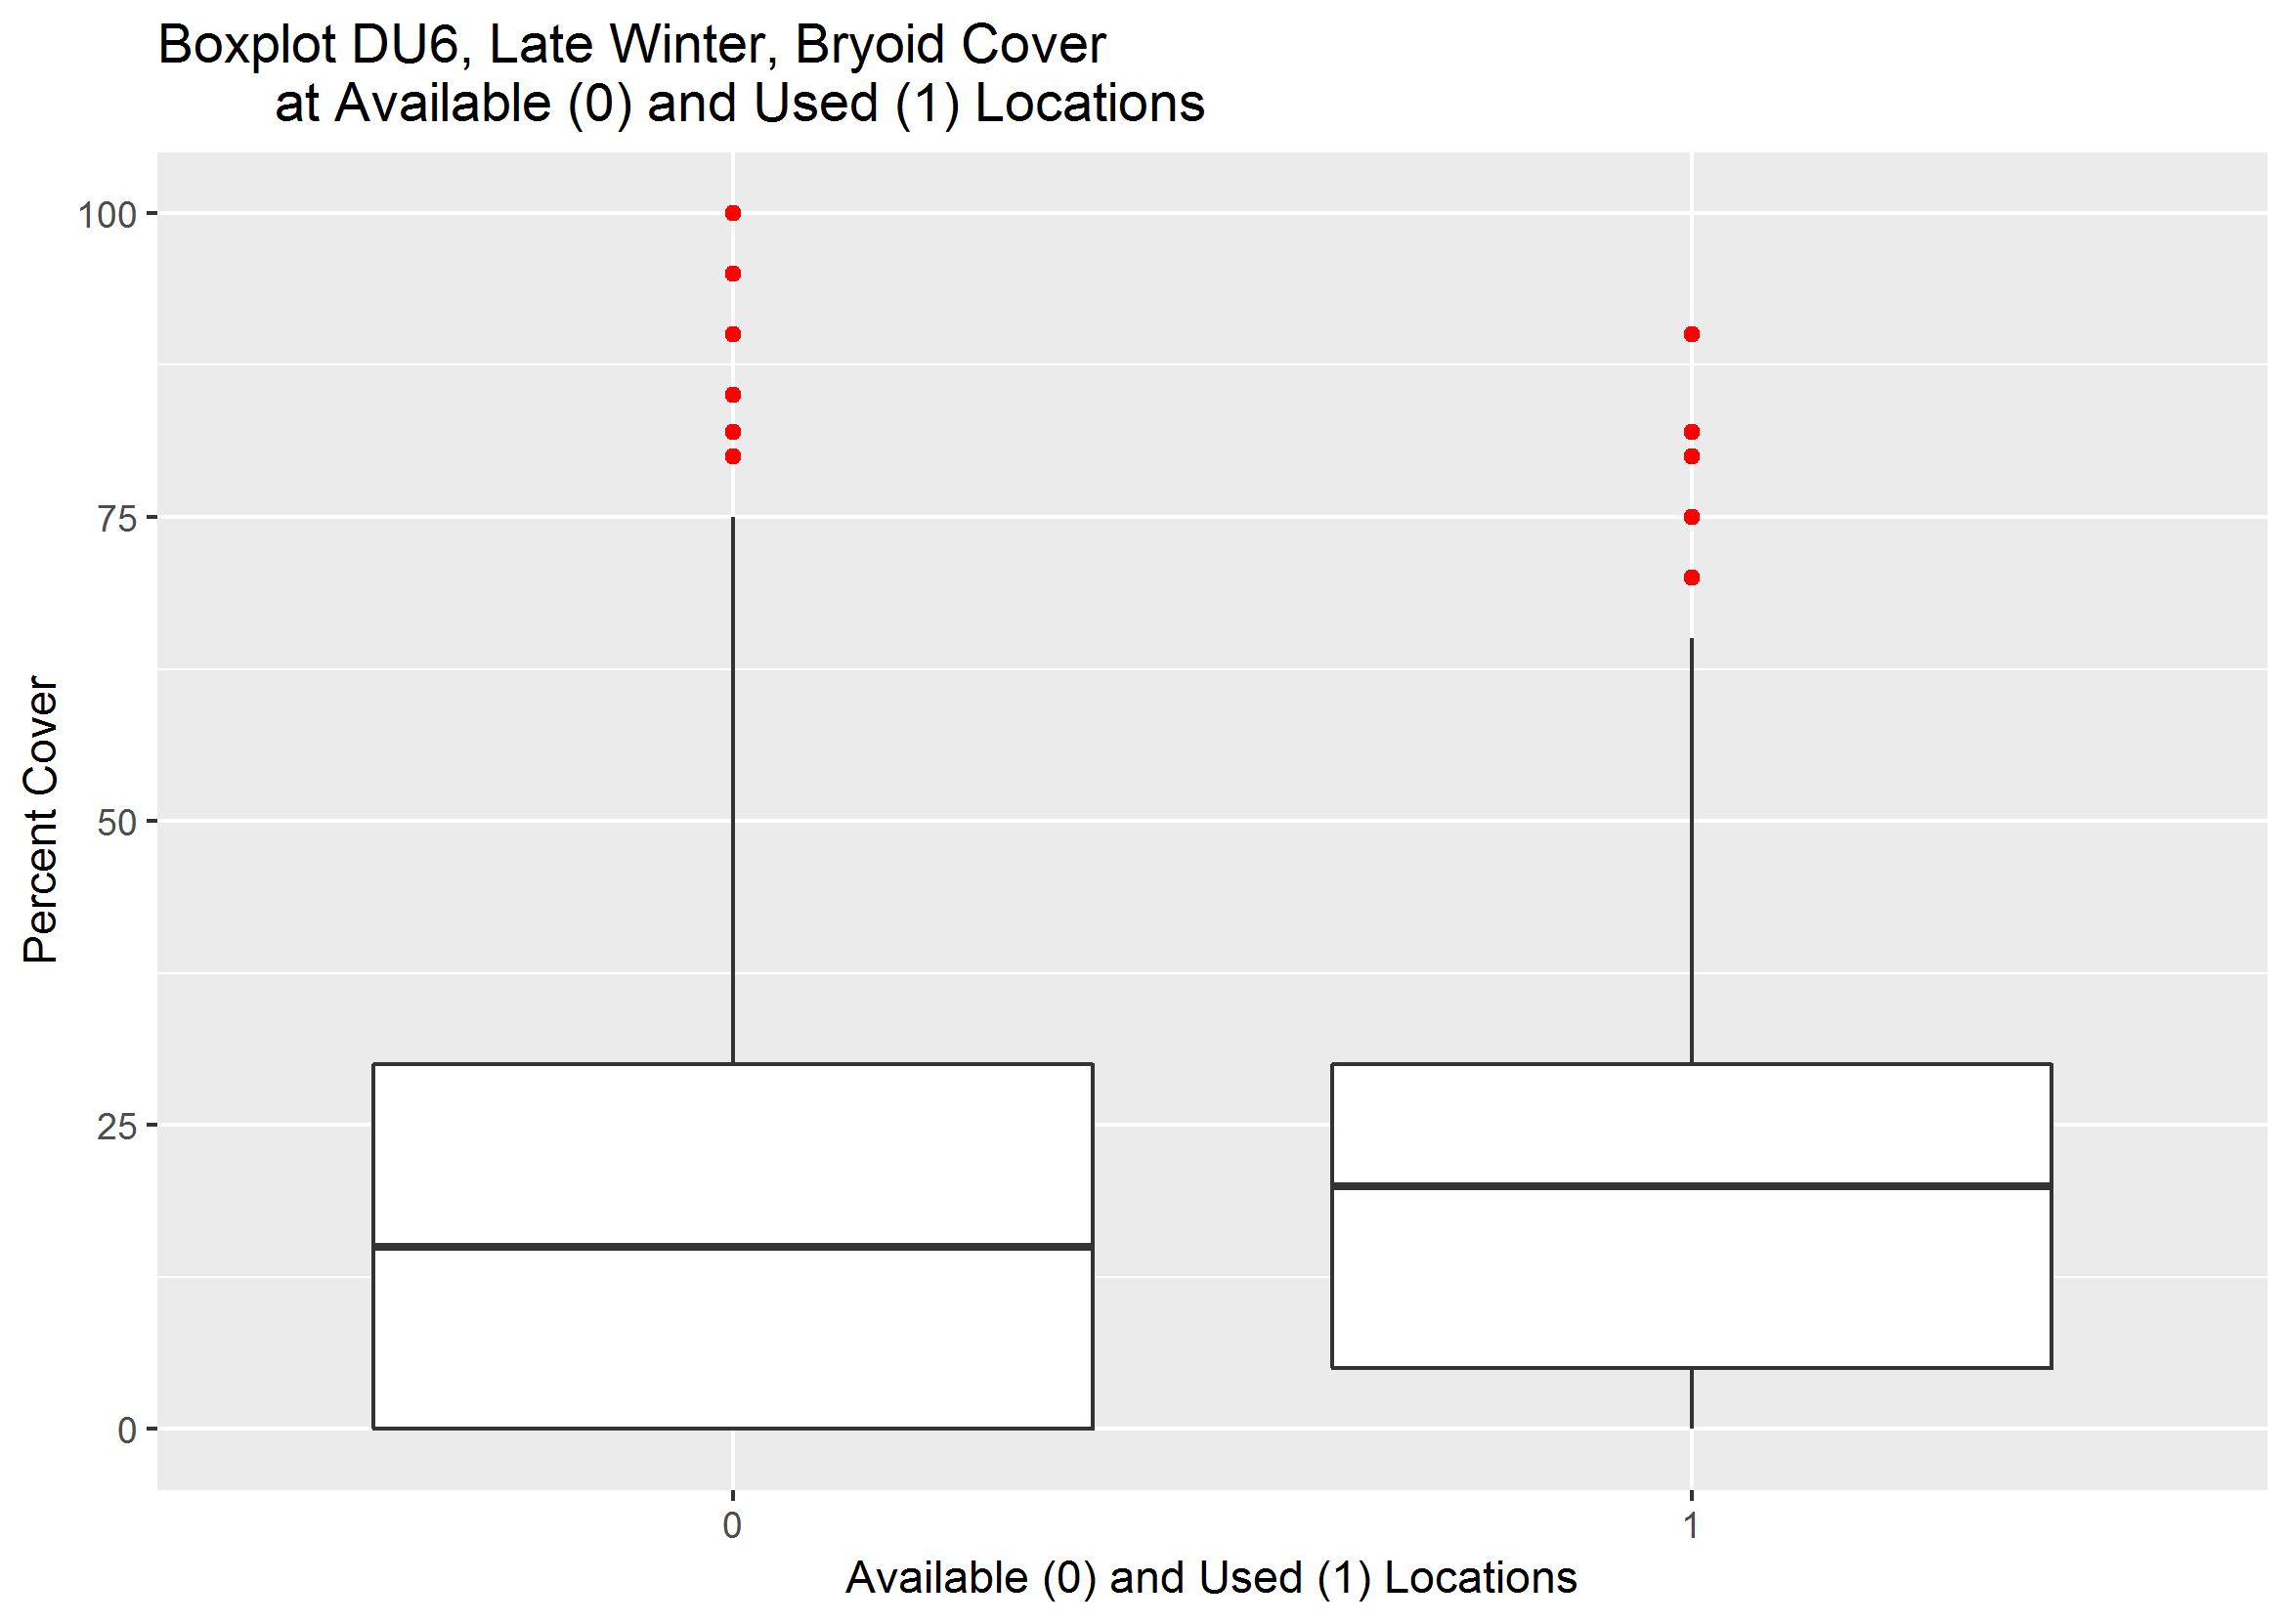 Boxplot DU6, Late Winter, Bryoid Cover
at Available (0) and Used (1) Locations
100
75
50
25
0
Percent Cover
0 1
Available (0) and Used (1) Locations